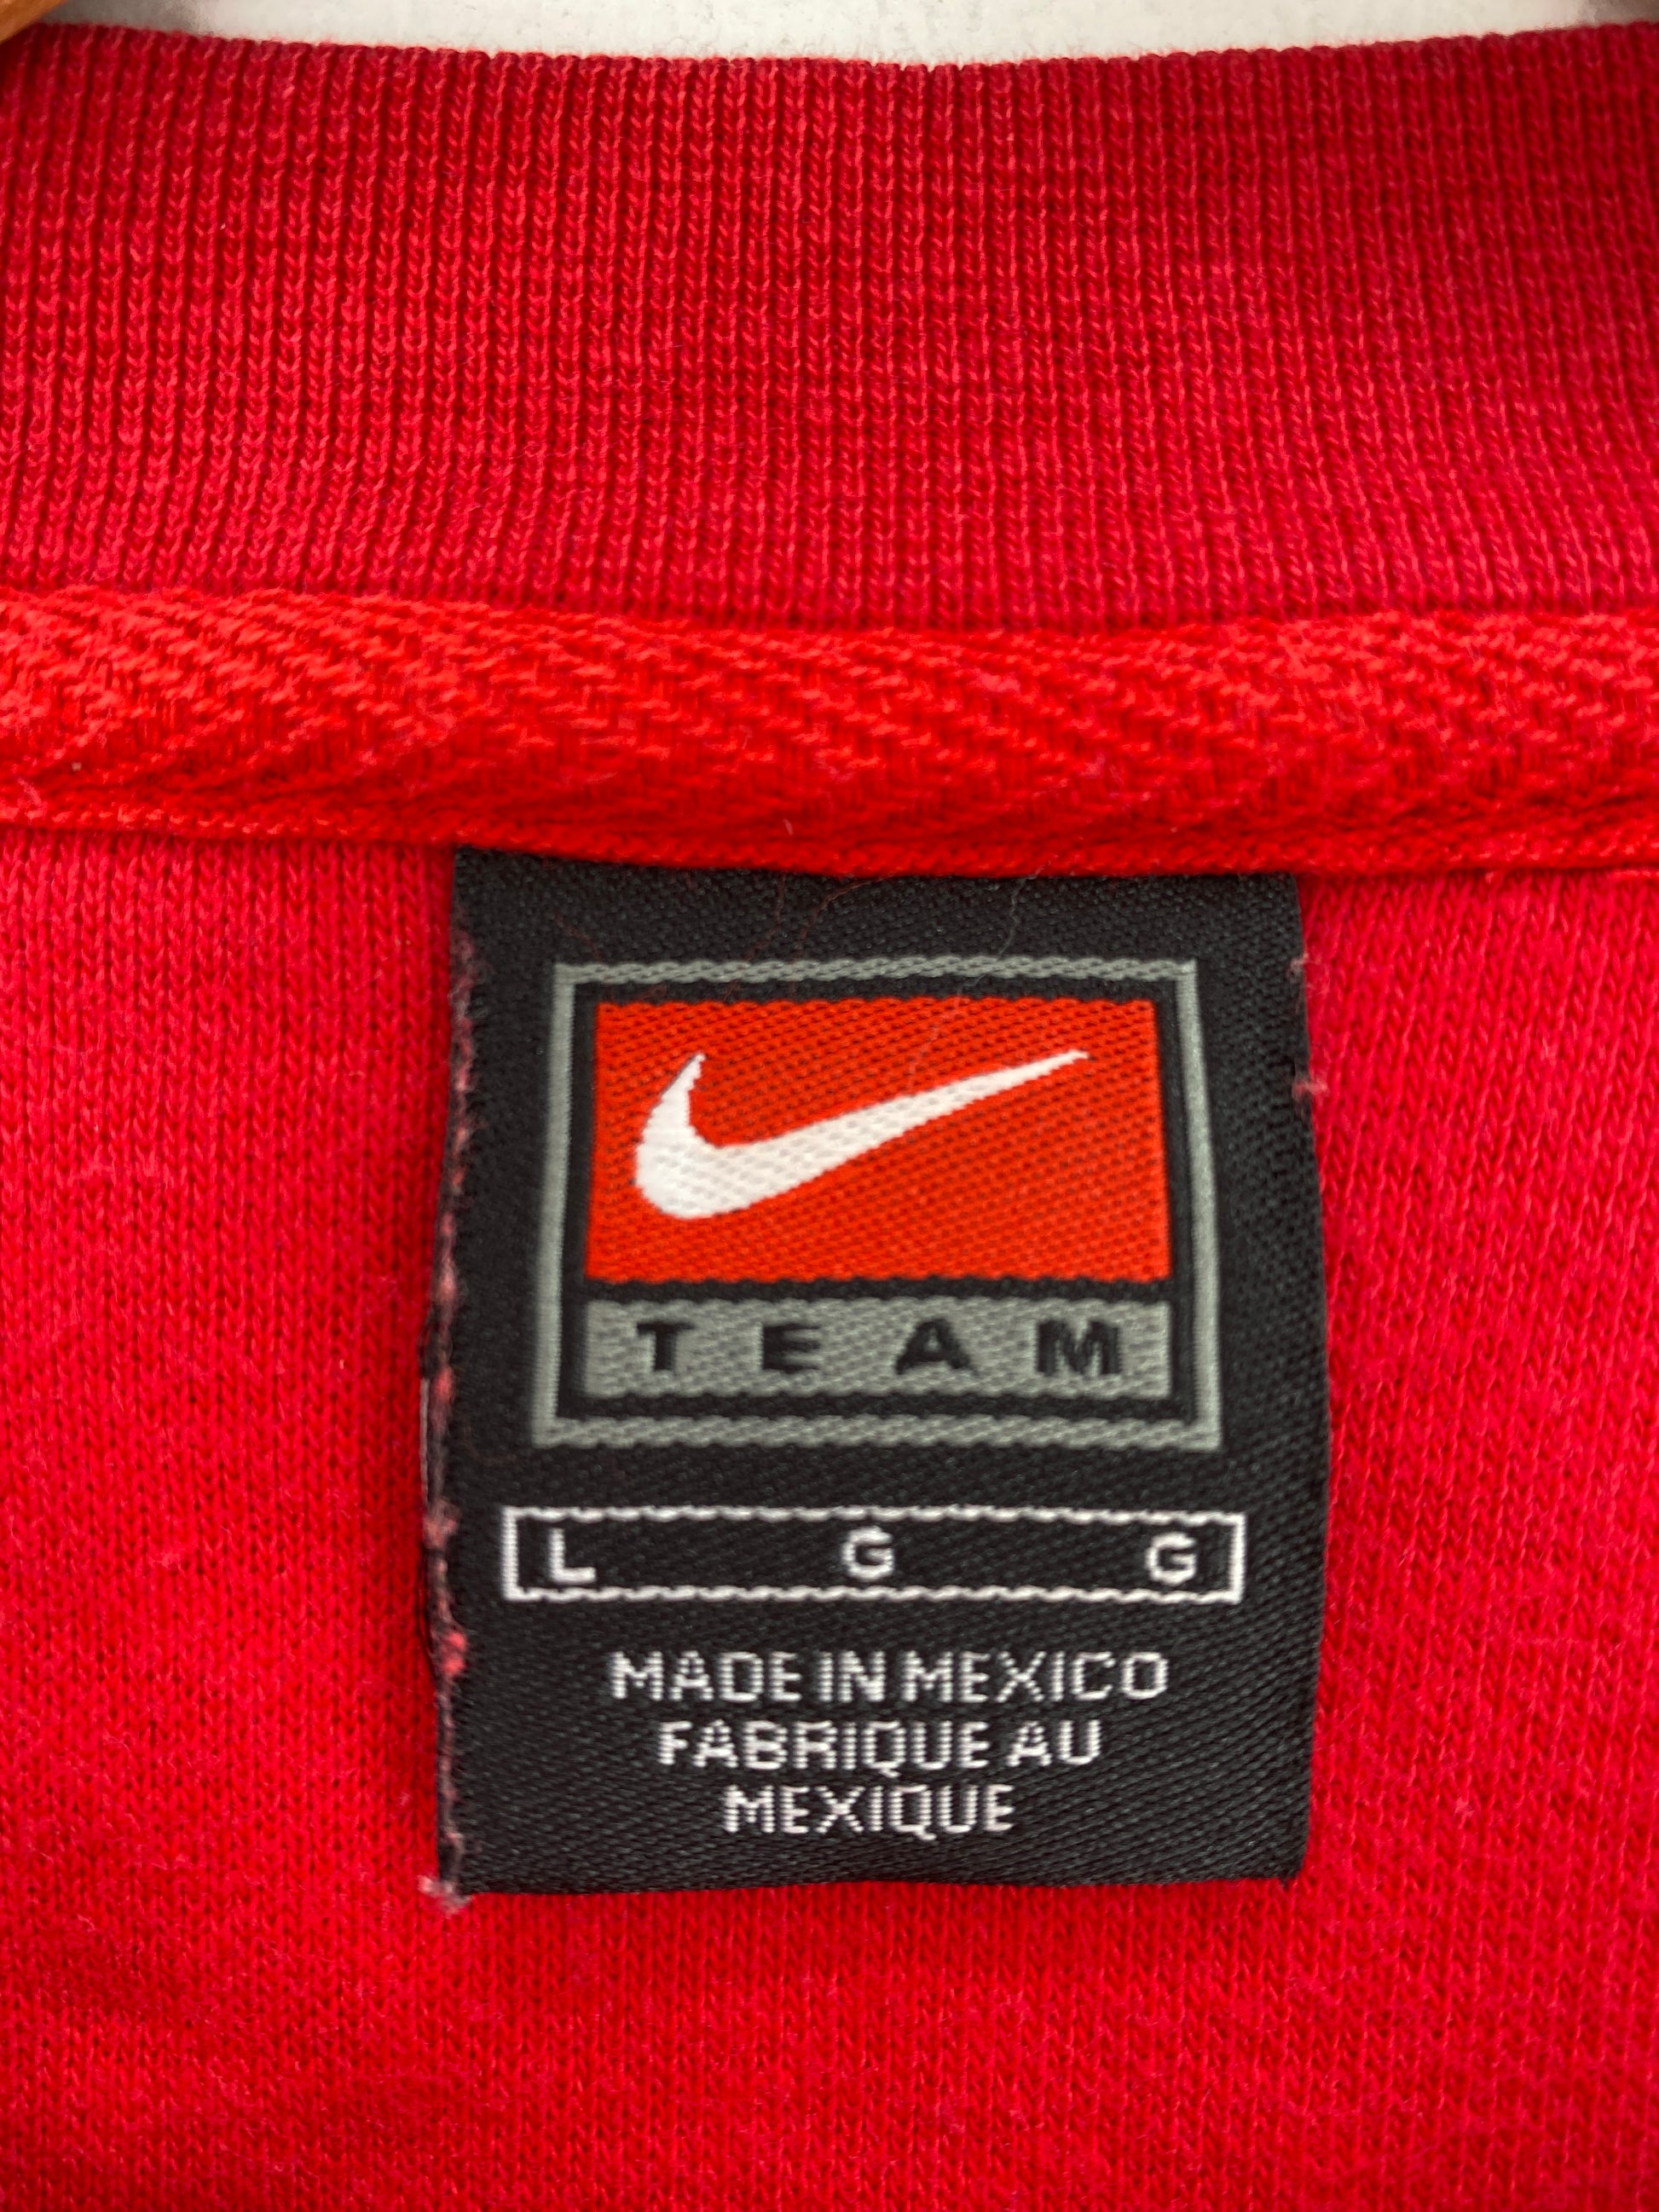 TEAM
L G G
MADE IN MEXICO
FABRIQUE AU
MEXIQUE